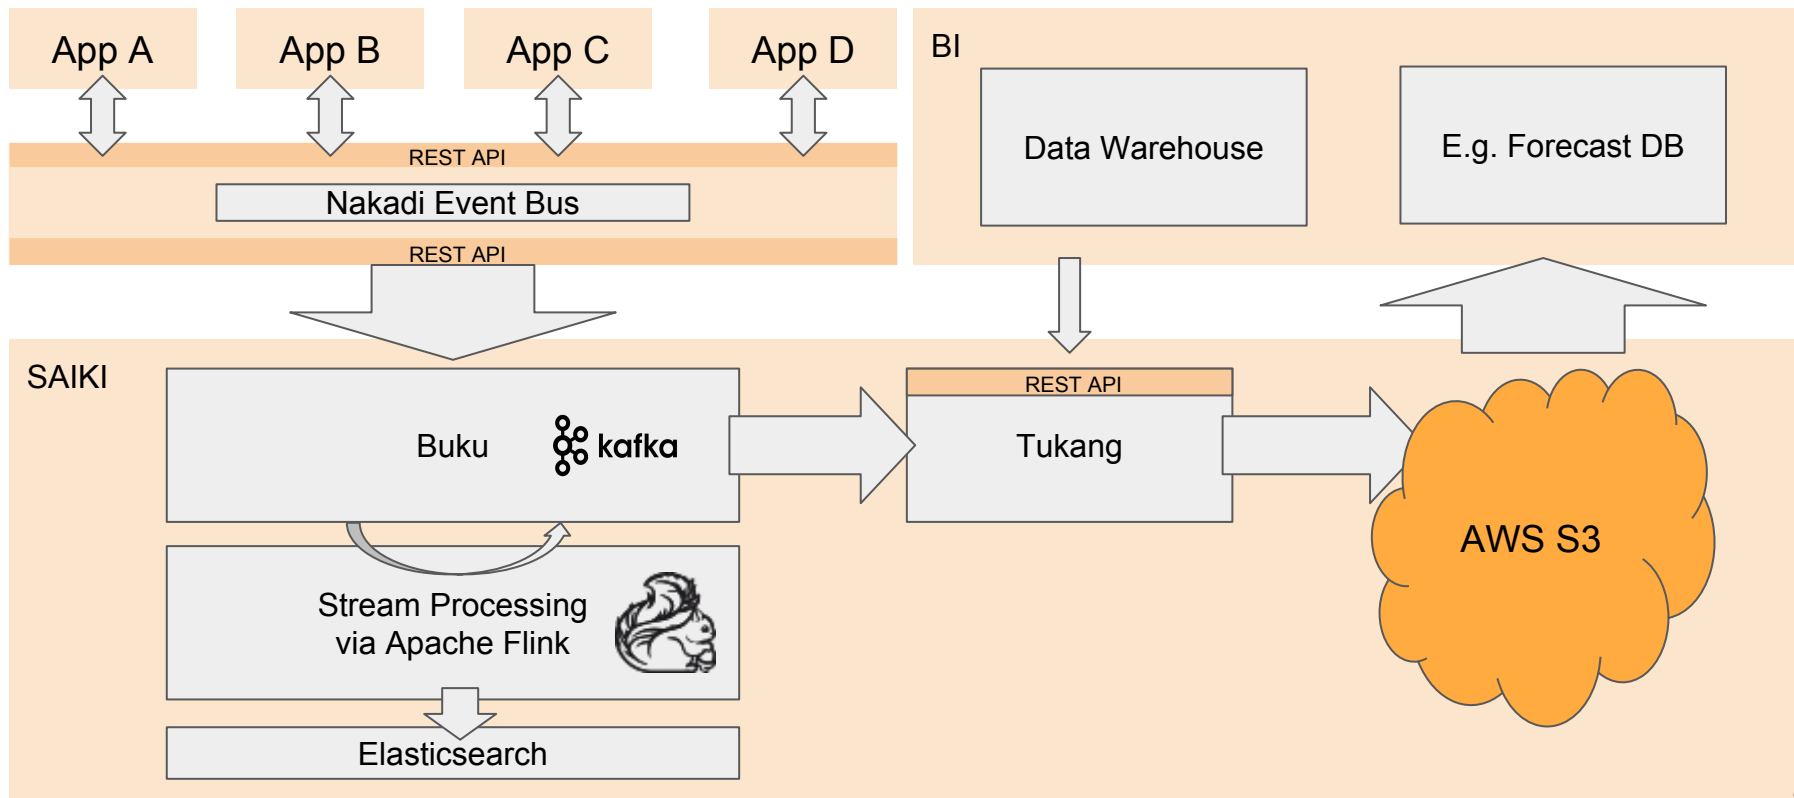 App A
App B
App C
App D
REST API
Nakadi Event Bus
REST API
BI
Data Warehouse
E.g. Forecast DB
SAIKI
Buku
kafka
REST API
Tukang
AWS S3
Stream Processing
via Apache Flink
Elasticsearch